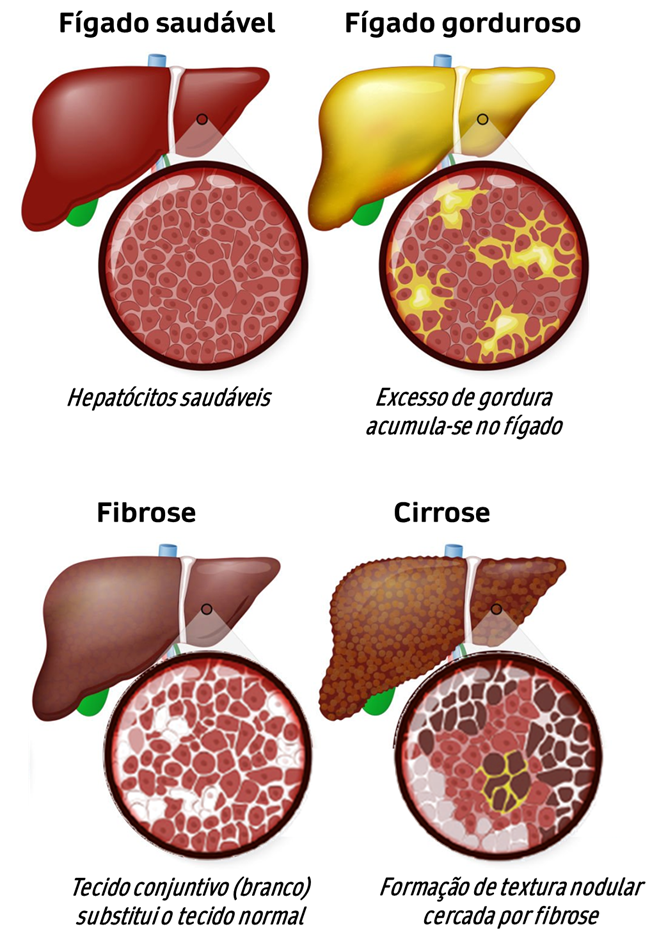 Fígado saudável
Fígado gorduroso
Hepatócitos saudáveis
Excesso de gordura
acumula-se no fígado
Fibrose
Cirrose
Tecido conjuntivo (branco)
substitui o tecido normal
Formação de textura nodular
cercada por fibrose